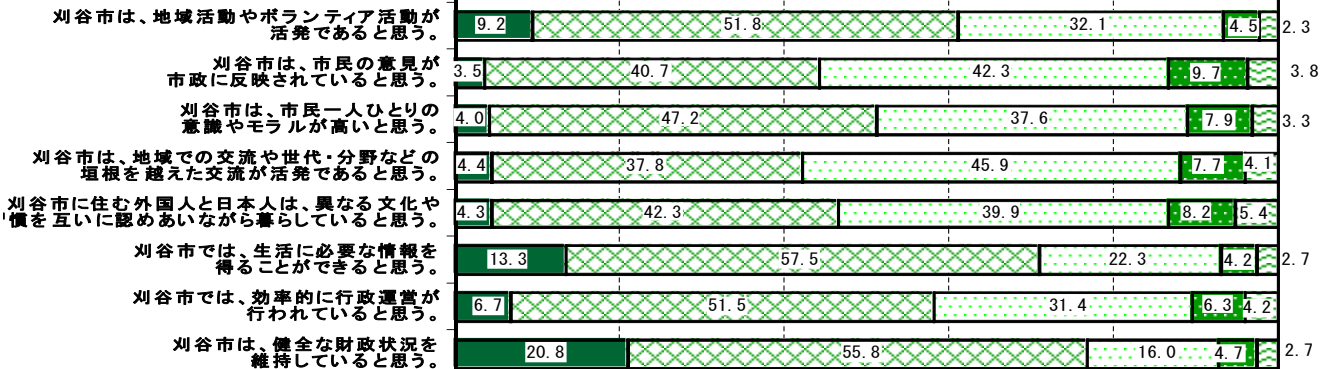 刈谷市は、地域活動やボランティア活動が
活発であると思う。
9.2 51.8 32.1 4.5 2.3
刈谷市は、市民の意見が
市政に反映されていると思う。
3.5 40.7 42.3 9.7 3.8
刈谷市は、市民一人ひとりの
意識やモラルが高いと思う。
4.0 47.2 37.6 7.9 3.3
刈谷市は、地域での交流や世代・分野などの
垣根を越えた交流が活発であると思う。
4.4 37.8 45.9 7.7 4.1
刈谷市に住む外国人と日本人は、異なる文化や
慣を互いに認めあいながら暮らしていると思う。
4.3 42.3 39.9 8.2 5.4
刈谷市では、生活に必要な情報を
得ることができると思う。
13.3 57.5 22.3 4.2 2.7
刈谷市では、効率的に行政運営が
行われていると思う。
6.7 51.5 31.4 6.3 4.2
刈谷市は、健全な財政状況を
維持していると思う。
20.8 55.8 16.0 4.7 2.7